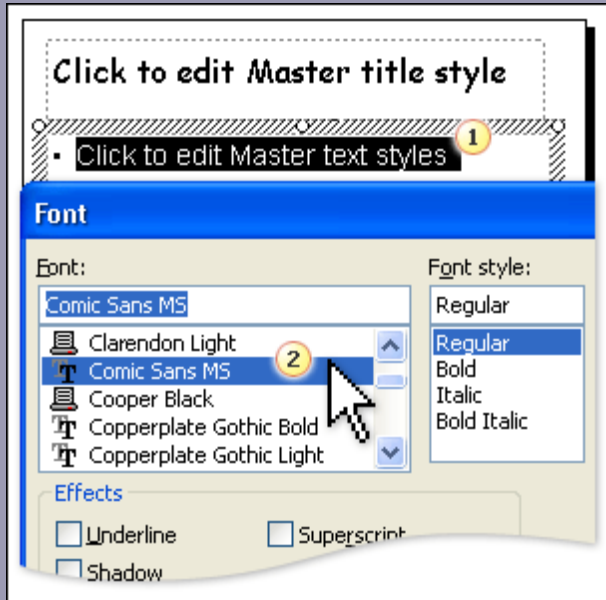 Click to edit Master title style
1
• Click to edit Master text styles
Font
Font:
Font style:
Comic Sans MS
Regular
Clarendon Light
Comic Sans MS
2
Cooper Black
Copperplate Gothic Bold
Copperplate Gothic Light
Regular
Bold
Italic
Bold Italic
Effects
Underline
Superscript
Shadow